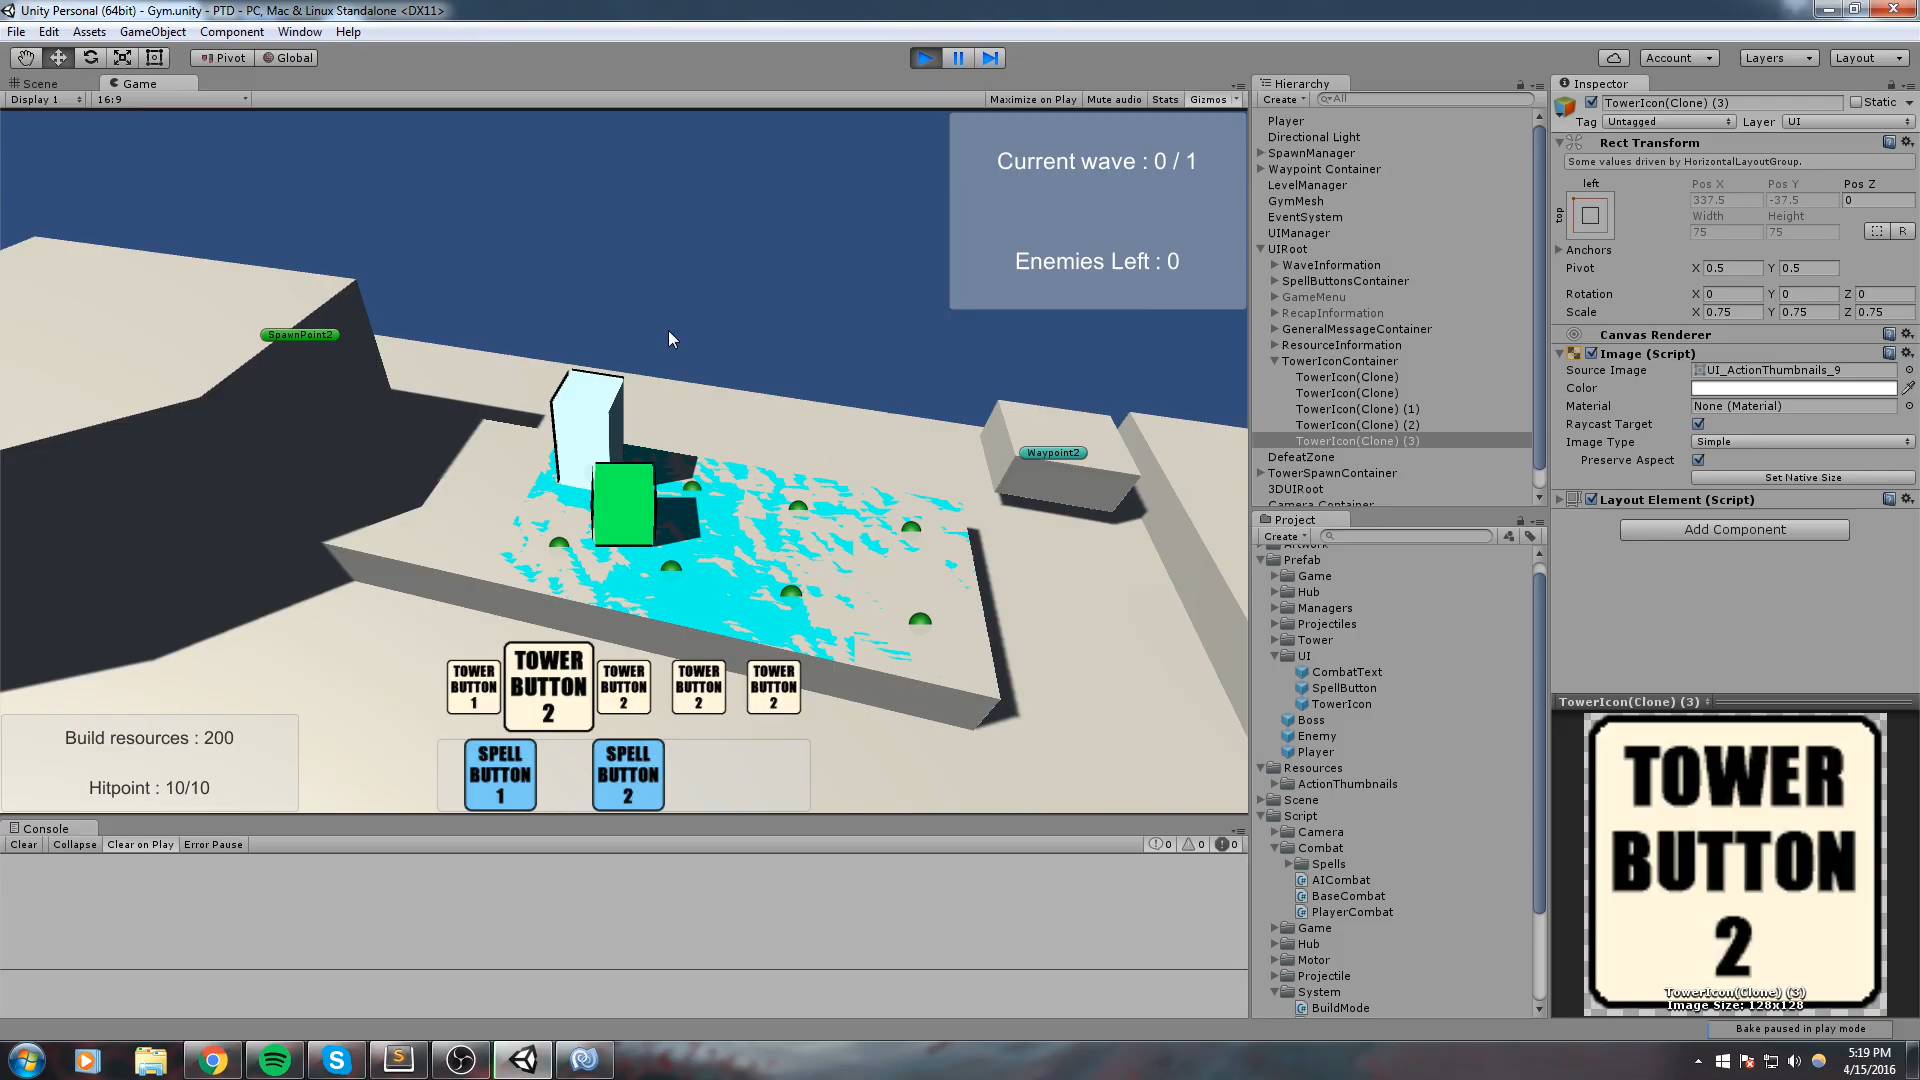 Unity Personal (64bit) - Gym.unity - PTD - PC, Mac & Linux Standalone <DX11>
File Edit Assets GameObject Component Window Help
Pivot Global
Account Layers Layout
Scene Game
Display 1 16:9
Maximize on Play Mute audio Stats Gizmos
Current wave : 0 / 1
Enemies Left : 0
SpawnPoint2
Waypoint2
TOWER BUTTON 1
TOWER BUTTON 2
TOWER BUTTON 2
TOWER BUTTON 2
TOWER BUTTON 2
SPELL BUTTON 1
SPELL BUTTON 2
Build resources : 200
Hitpoint : 10/10
Console
Clear Collapse Clear on Play Error Pause
0 0 0
Hierarchy
Create All
Player
Directional Light
SpawnManager
Waypoint Container
LevelManager
GymMesh
EventSystem
UIManager
UIRoot
WaveInformation
SpellButtonsContainer
GameMenu
RecapInformation
GeneralMessageContainer
ResourceInformation
TowerIconContainer
TowerIcon(Clone)
TowerIcon(Clone)
TowerIcon(Clone) (1)
TowerIcon(Clone) (2)
TowerIcon(Clone) (3)
DefeatZone
TowerSpawnContainer
3DUIRoot
Camera Container
Project
Create
Artwork
Prefab
Game
Hub
Managers
Projectiles
Tower
UI
CombatText
SpellButton
TowerIcon
Boss
Enemy
Player
Resources
ActionThumbnails
Scene
Script
Camera
Combat
Spells
AICombat
BaseCombat
PlayerCombat
Game
Hub
Motor
Projectile
System
BuildMode
Inspector
TowerIcon(Clone) (3) Static
Tag Untagged Layer UI
Rect Transform
Some values driven by HorizontalLayoutGroup.
left Pos X Pos Y Pos Z
top 337.5 -37.5 0
Width Height
75 75 R
Anchors
Pivot X 0.5 Y 0.5
Rotation X 0 Y 0 Z 0
Scale X 0.75 Y 0.75 Z 0.75
Canvas Renderer
Image (Script)
Source Image UI_ActionThumbnails_9
Color
Material None (Material)
Raycast Target
Image Type Simple
Preserve Aspect
Set Native Size
Layout Element (Script)
Add Component
TowerIcon(Clone) (3)
TOWER
BUTTON
2
TowerIcon(Clone) (3)
Image Size: 128x128
Bake paused in play mode
5:19 PM
4/15/2016